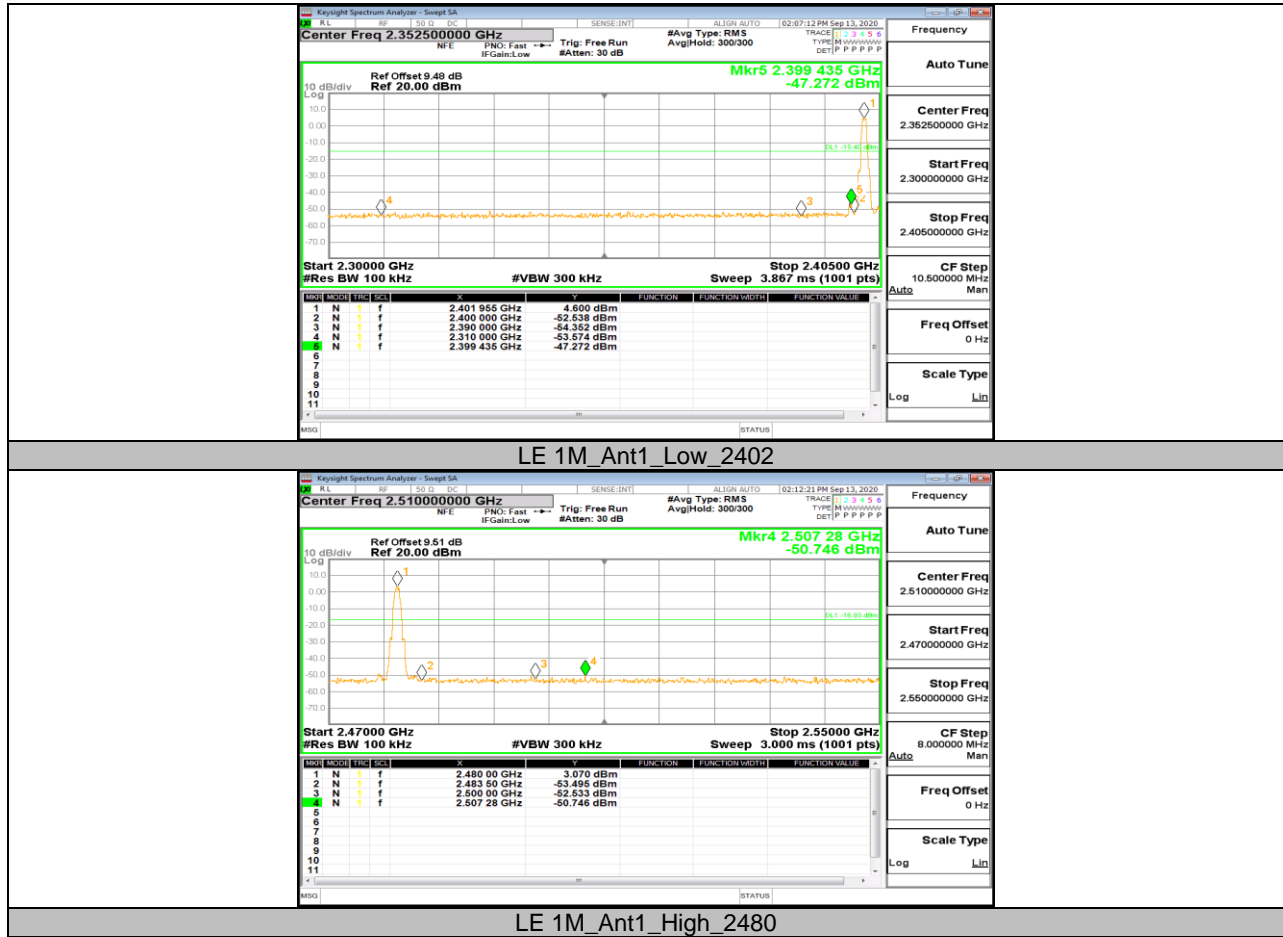 Keysight Spectrum Analyzer - Swept SA
RL RF 50 Ω DC SENSE:INT ALIGN AUTO 02:07:12 PM Sep 13, 2020
Center Freq 2.352500000 GHz
NFE PNO: Fast IFGain:Low
Trig: Free Run
#Atten: 30 dB
#Avg Type: RMS
Avg|Hold: 300/300
TRACE 1 2 3 4 5 6
TYPE M W W W W W
DET P P P P P P
Frequency
Auto Tune
Ref Offset 9.48 dB
10 dB/div Ref 20.00 dBm
Log
Mkr5 2.399 435 GHz
-47.272 dBm
10.0
0.00
-10.0
-20.0
-30.0
-40.0
-50.0
-60.0
-70.0
DL1 -15.40 dBm
1
2
3
4
5
Start 2.30000 GHz Stop 2.40500 GHz
#Res BW 100 kHz #VBW 300 kHz Sweep 3.867 ms (1001 pts)
MKR MODE TRC SCL X Y FUNCTION FUNCTION WIDTH FUNCTION VALUE
1 N 1 f 2.401 955 GHz 4.600 dBm
2 N 1 f 2.400 000 GHz -52.538 dBm
3 N 1 f 2.390 000 GHz -54.352 dBm
4 N 1 f 2.310 000 GHz -53.574 dBm
5 N 1 f 2.399 435 GHz -47.272 dBm
6
7
8
9
10
11
MSG STATUS
Center Freq
2.352500000 GHz
Start Freq
2.300000000 GHz
Stop Freq
2.405000000 GHz
CF Step
10.500000 MHz
Auto Man
Freq Offset
0 Hz
Scale Type
Log Lin
LE 1M_Ant1_Low_2402
Keysight Spectrum Analyzer - Swept SA
RL RF 50 Ω DC SENSE:INT ALIGN AUTO 02:12:21 PM Sep 13, 2020
Center Freq 2.510000000 GHz
NFE PNO: Fast IFGain:Low
Trig: Free Run
#Atten: 30 dB
#Avg Type: RMS
Avg|Hold: 300/300
TRACE 1 2 3 4 5 6
TYPE M W W W W W
DET P P P P P P
Frequency
Auto Tune
Ref Offset 9.51 dB
10 dB/div Ref 20.00 dBm
Log
Mkr4 2.507 28 GHz
-50.746 dBm
10.0
0.00
-10.0
-20.0
-30.0
-40.0
-50.0
-60.0
-70.0
DL1 -16.93 dBm
1
2
3
4
Start 2.47000 GHz Stop 2.55000 GHz
#Res BW 100 kHz #VBW 300 kHz Sweep 3.000 ms (1001 pts)
MKR MODE TRC SCL X Y FUNCTION FUNCTION WIDTH FUNCTION VALUE
1 N 1 f 2.480 00 GHz 3.070 dBm
2 N 1 f 2.483 50 GHz -53.495 dBm
3 N 1 f 2.500 00 GHz -52.533 dBm
4 N 1 f 2.507 28 GHz -50.746 dBm
5
6
7
8
9
10
11
MSG STATUS
Center Freq
2.510000000 GHz
Start Freq
2.470000000 GHz
Stop Freq
2.550000000 GHz
CF Step
8.000000 MHz
Auto Man
Freq Offset
0 Hz
Scale Type
Log Lin
LE 1M_Ant1_High_2480